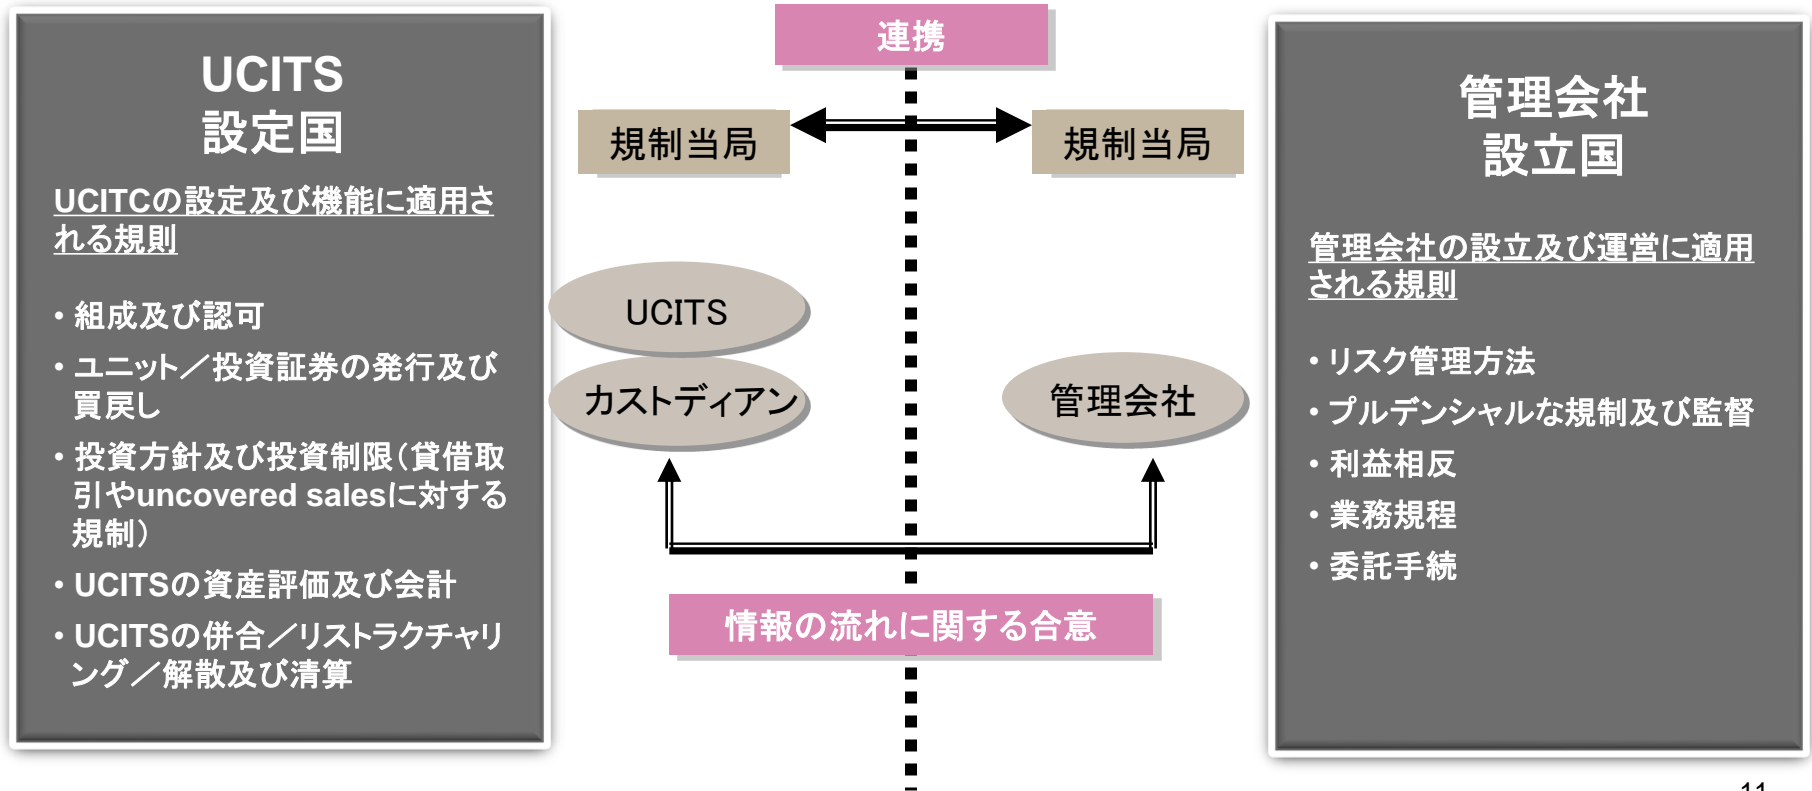 UCITS
設定国
UCITCの設定及び機能に適用さ
れる規則
・組成及び認可
・ユニット／投資証券の発行及び
買戻し
・投資方針及び投資制限（貸借取
引やuncovered salesに対する
規制）
・UCITSの資産評価及び会計
・UCITSの併合／リストラクチャリ
ング／解散及び清算
連携
規制当局
規制当局
UCITS
カストディアン
管理会社
情報の流れに関する合意
管理会社
設立国
管理会社の設立及び運営に適用
される規則
・リスク管理方法
・プルデンシャルな規制及び監督
・利益相反
・業務規程
・委託手続
11